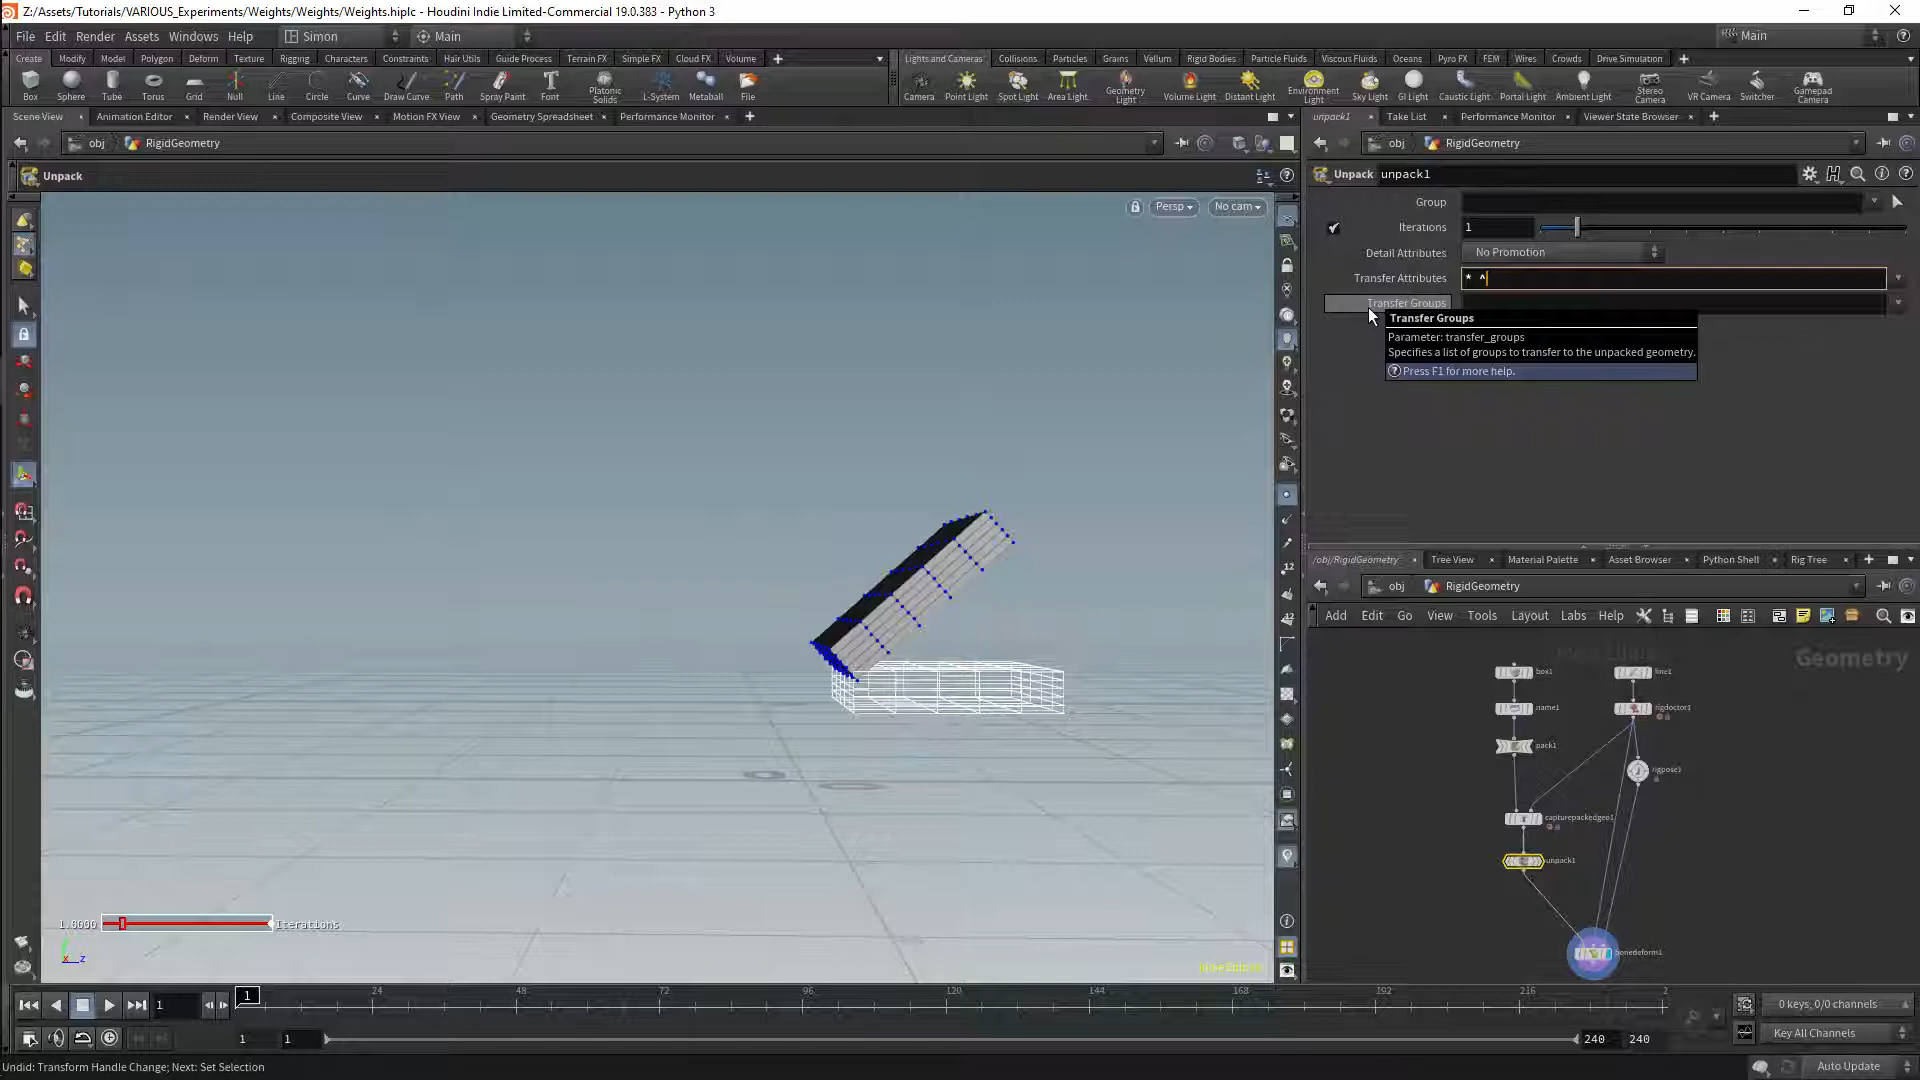 Z:/Assets/Tutorials/VARIOUS_Experiments/Weights/Weights/Weights.hiplc - Houdini Indie Limited-Commercial 19.0.383 - Python 3
File Edit Render Assets Windows Help Simon Main Main
Create Modify Model Polygon Deform Texture Rigging Characters Constraints Hair Utils Guide Process Terrain FX Simple FX Cloud FX Volume
Lights and Cameras Collisions Particles Grains Vellum Rigid Bodies Particle Fluids Viscous Fluids Oceans Pyro FX FEM Wires Crowds Drive Simulation
Box Sphere Tube Torus Grid Null Line Circle Curve Draw Curve Path Spray Paint Font Platonic Solids L-System Metaball File
Camera Point Light Spot Light Area Light Geometry Light Volume Light Distant Light Environment Light Sky Light GI Light Caustic Light Portal Light Ambient Light Stereo Camera VR Camera Switcher Gamepad Camera
Scene View Animation Editor Render View Composite View Motion FX View Geometry Spreadsheet Performance Monitor
unpack1 Take List Performance Monitor Viewer State Browser
obj RigidGeometry
obj RigidGeometry
Unpack
Unpack unpack1
Persp No cam
Group
Iterations 1
Detail Attributes No Promotion
Transfer Attributes * ^
Transfer Groups
Transfer Groups
Parameter: transfer_groups
Specifies a list of groups to transfer to the unpacked geometry.
Press F1 for more help.
/obj/RigidGeometry Tree View Material Palette Asset Browser Python Shell Rig Tree
obj RigidGeometry
Add Edit Go View Tools Layout Labs Help
Geometry
box1 line1
name1 rigdoctor1
pack1
rigpose1
capturepackedgeo1
unpack1
bonedeform1
1.0000 Iterations
x z
1 1 24 48 72 96 120 144 168 192 216 2
0 keys, 0/0 channels
1 1 240 240
Key All Channels
Undid: Transform Handle Change; Next: Set Selection
Auto Update